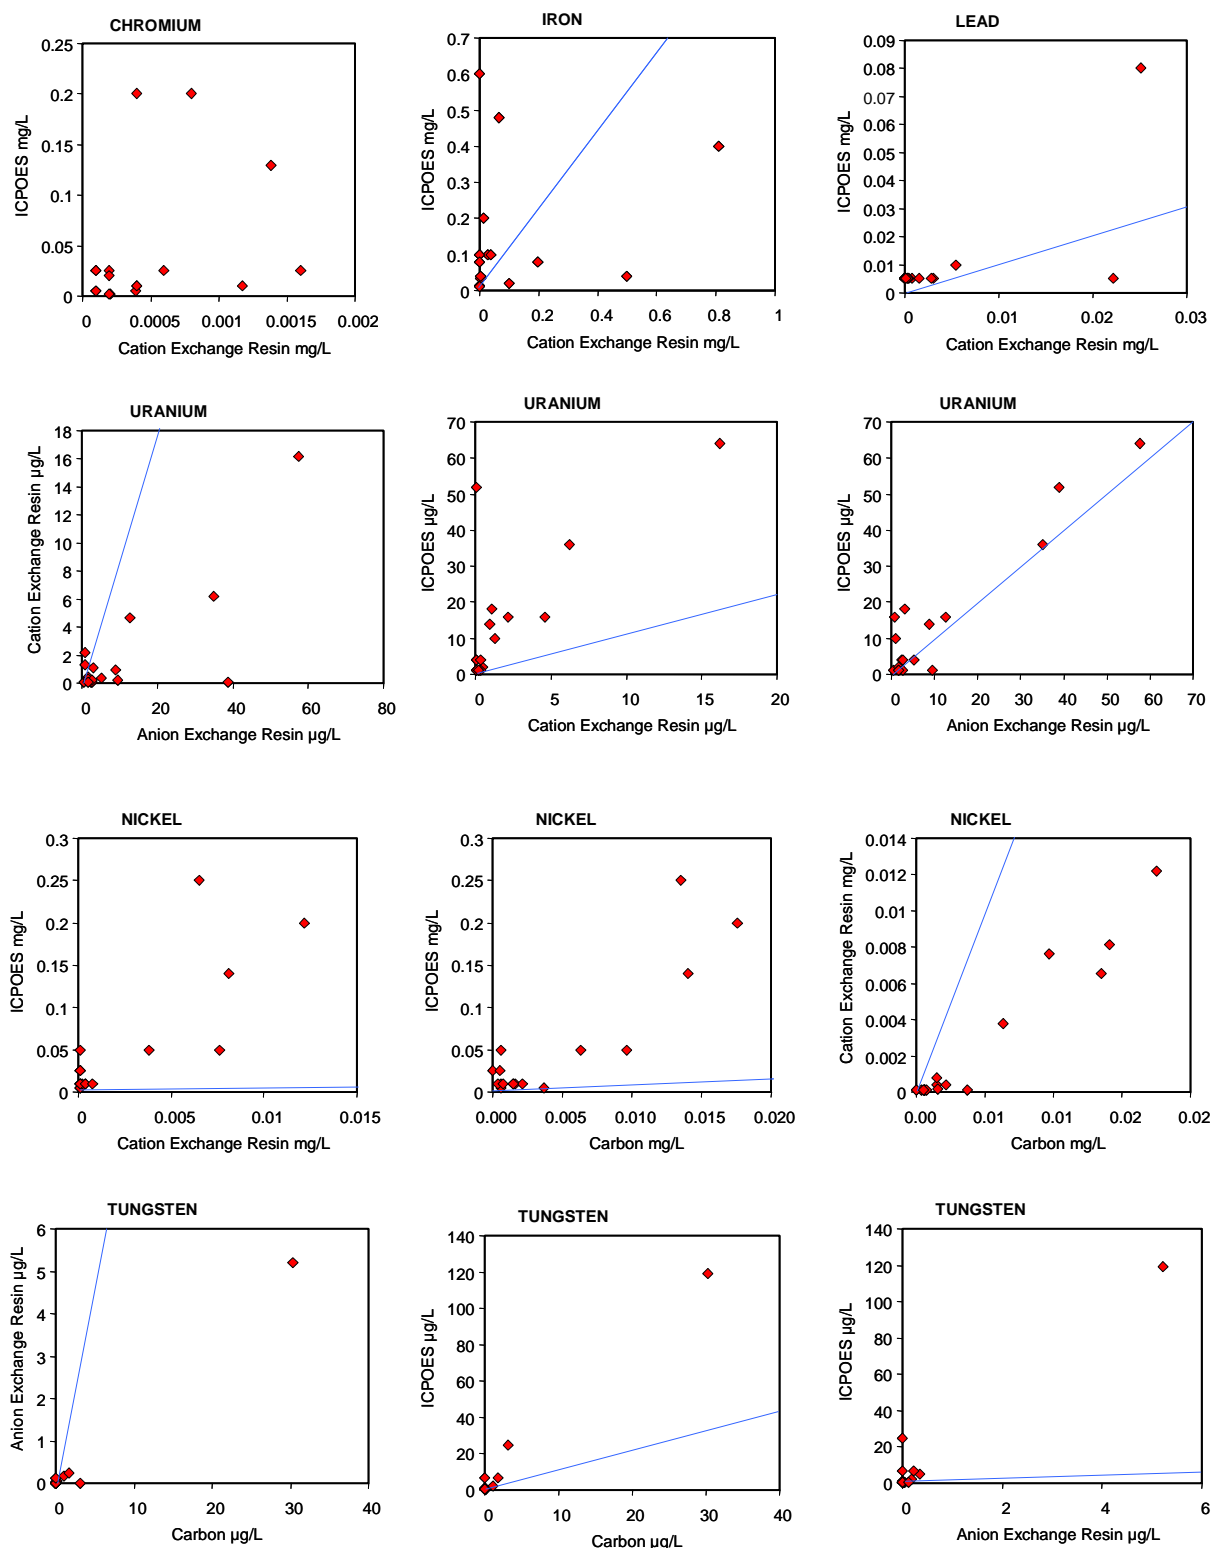 CHROMIUM
0.25
0.2
0.15
0.1
0.05
0
ICPOES mg/L
0 0.0005 0.001 0.0015 0.002
Cation Exchange Resin mg/L
IRON
0.7
0.6
0.5
0.4
0.3
0.2
0.1
0
ICPOES mg/L
0 0.2 0.4 0.6 0.8 1
Cation Exchange Resin mg/L
LEAD
0.09
0.08
0.07
0.06
0.05
0.04
0.03
0.02
0.01
0
ICPOES mg/L
0 0.01 0.02 0.03
Cation Exchange Resin mg/L
URANIUM
18
16
14
12
10
8
6
4
2
0
Cation Exchange Resin µg/L
0 20 40 60 80
Anion Exchange Resin µg/L
URANIUM
70
60
50
40
30
20
10
0
ICPOES µg/L
0 5 10 15 20
Cation Exchange Resin µg/L
URANIUM
70
60
50
40
30
20
10
0
ICPOES µg/L
0 10 20 30 40 50 60 70
Anion Exchange Resin µg/L
NICKEL
0.3
0.25
0.2
0.15
0.1
0.05
0
ICPOES mg/L
0 0.005 0.01 0.015
Cation Exchange Resin mg/L
NICKEL
0.3
0.25
0.2
0.15
0.1
0.05
0
ICPOES mg/L
0.000 0.005 0.010 0.015 0.020
Carbon mg/L
NICKEL
0.014
0.012
0.01
0.008
0.006
0.004
0.002
0
Cation Exchange Resin mg/L
0.00 0.01 0.01 0.02 0.02
Carbon mg/L
TUNGSTEN
6
5
4
3
2
1
0
Anion Exchange Resin µg/L
0 10 20 30 40
Carbon µg/L
TUNGSTEN
140
120
100
80
60
40
20
0
ICPOES µg/L
0 10 20 30 40
Carbon µg/L
TUNGSTEN
140
120
100
80
60
40
20
0
ICPOES µg/L
0 2 4 6
Anion Exchange Resin µg/L